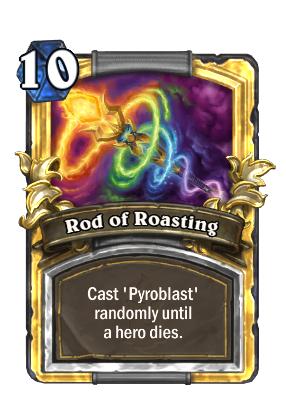 10
Rod of Roasting
Cast 'Pyroblast'
randomly until
a hero dies.